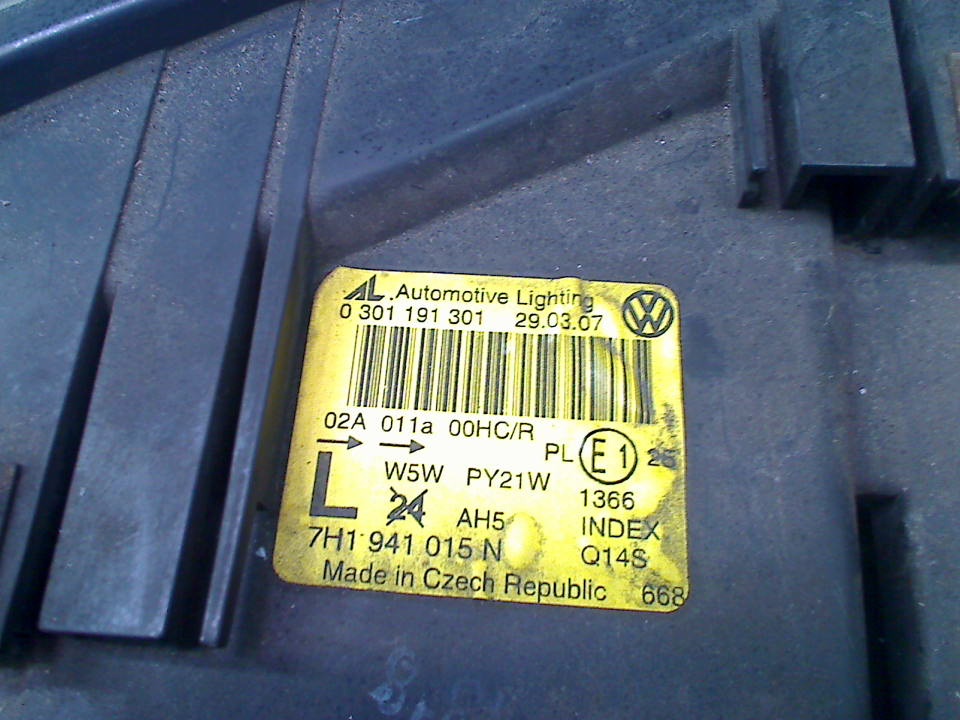 AL Automotive Lighting
0 301 191 301 29.03.07
02A 011a 00HC/R
PL E1
W5W PY21W
1366
L
24 AH5
INDEX
7H1 941 015 N
Q14S
Made in Czech Republic 668